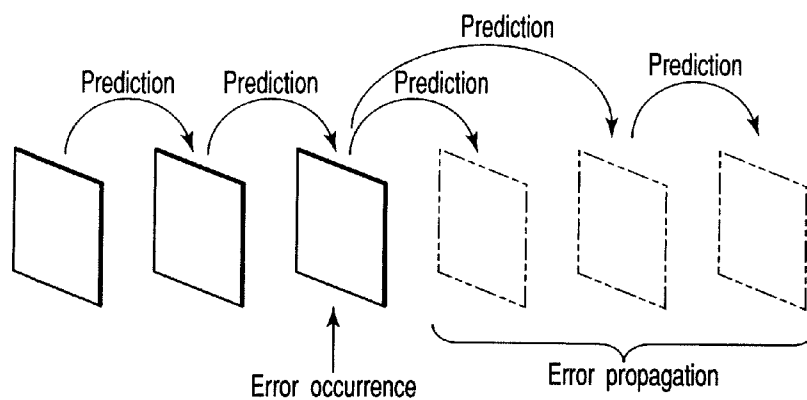 Prediction
Prediction
Prediction
Prediction
Prediction
Error occurrence
Error propagation